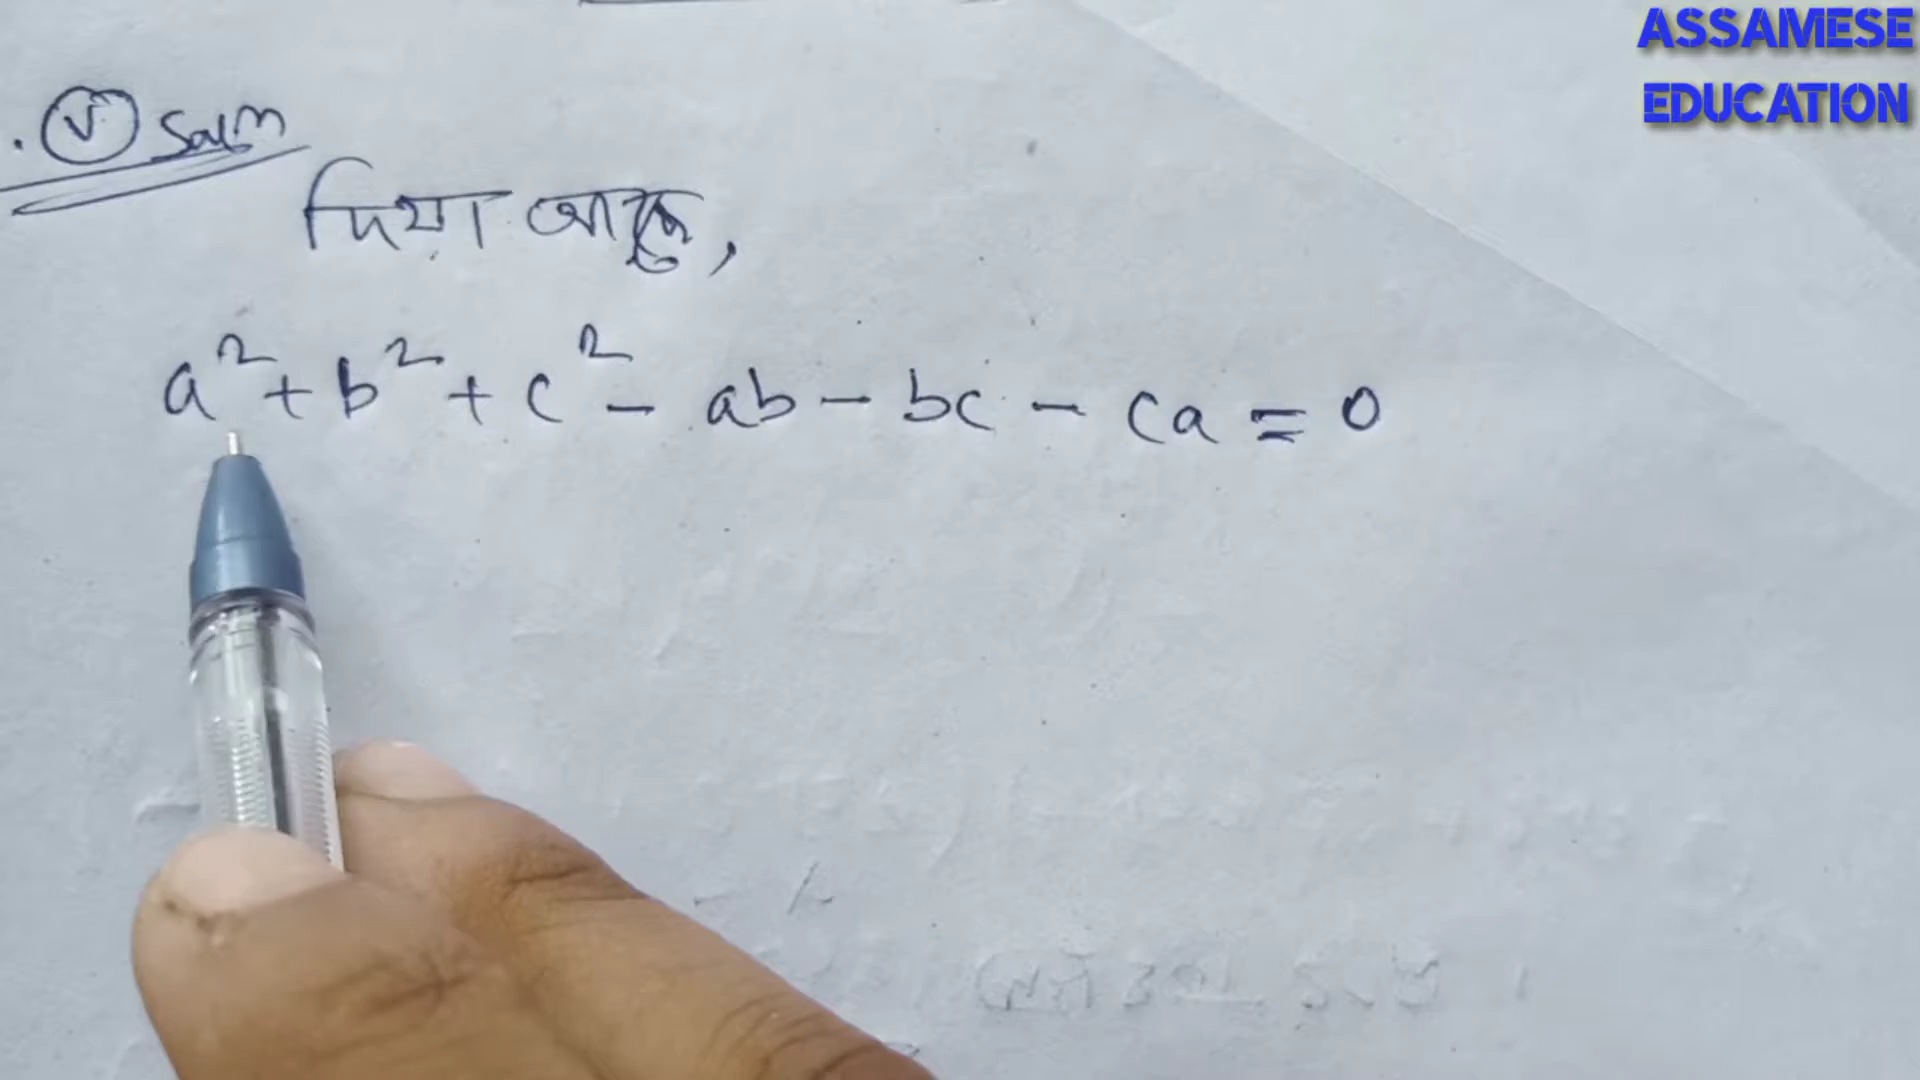 ASSAMESE
EDUCATION
. (v) Soln
দিয়া আছে,
a² + b² + c² - ab - bc - ca = 0